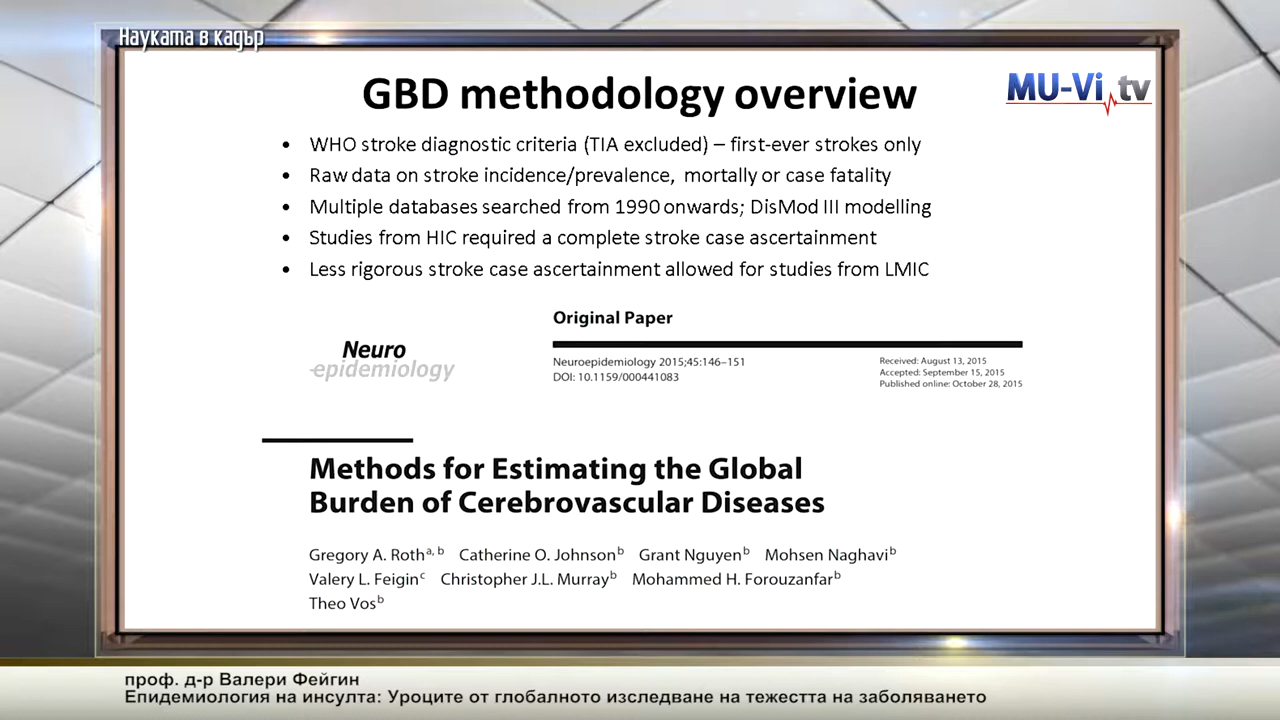 Науката в кадър
GBD methodology overview
MU-Vi.tv
• WHO stroke diagnostic criteria (TIA excluded) – first-ever strokes only
• Raw data on stroke incidence/prevalence, mortally or case fatality
• Multiple databases searched from 1990 onwards; DisMod III modelling
• Studies from HIC required a complete stroke case ascertainment
• Less rigorous stroke case ascertainment allowed for studies from LMIC
Original Paper
Neuro
-epidemiology
Neuroepidemiology 2015;45:146–151
DOI: 10.1159/000441083
Received: August 13, 2015
Accepted: September 15, 2015
Published online: October 28, 2015
Methods for Estimating the Global
Burden of Cerebrovascular Diseases
Gregory A. Roth a, b Catherine O. Johnson b Grant Nguyen b Mohsen Naghavi b
Valery L. Feigin c Christopher J.L. Murray b Mohammed H. Forouzanfar b
Theo Vos b
проф. д-р Валери Фейгин
Епидемиология на инсулта: Уроците от глобалното изследване на тежестта на заболяването